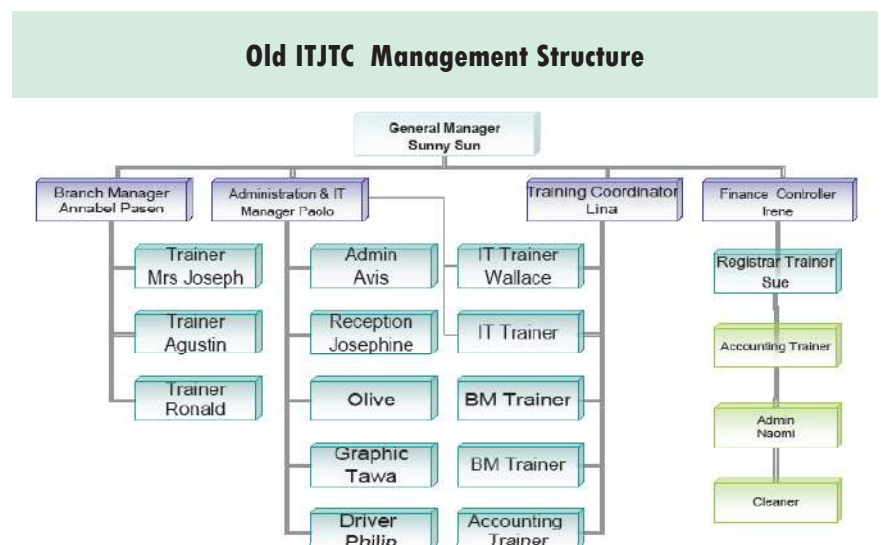 Old ITJTC Management Structure
General Manager
Sunny Sun
Branch Manager
Annabel Pasen
Administration & IT
Manager Paolo
Training Coordinator
Lina
Finance Controller
Irene
Trainer
Mrs Joseph
Admin
Avis
IT Trainer
Wallace
Registrar Trainer
Sue
Trainer
Agustin
Reception
Josephine
IT Trainer
Accounting Trainer
Trainer
Ronald
Olive
BM Trainer
Admin
Naomi
Graphic
Tawa
BM Trainer
Cleaner
Driver
Philip
Accounting
Trainer